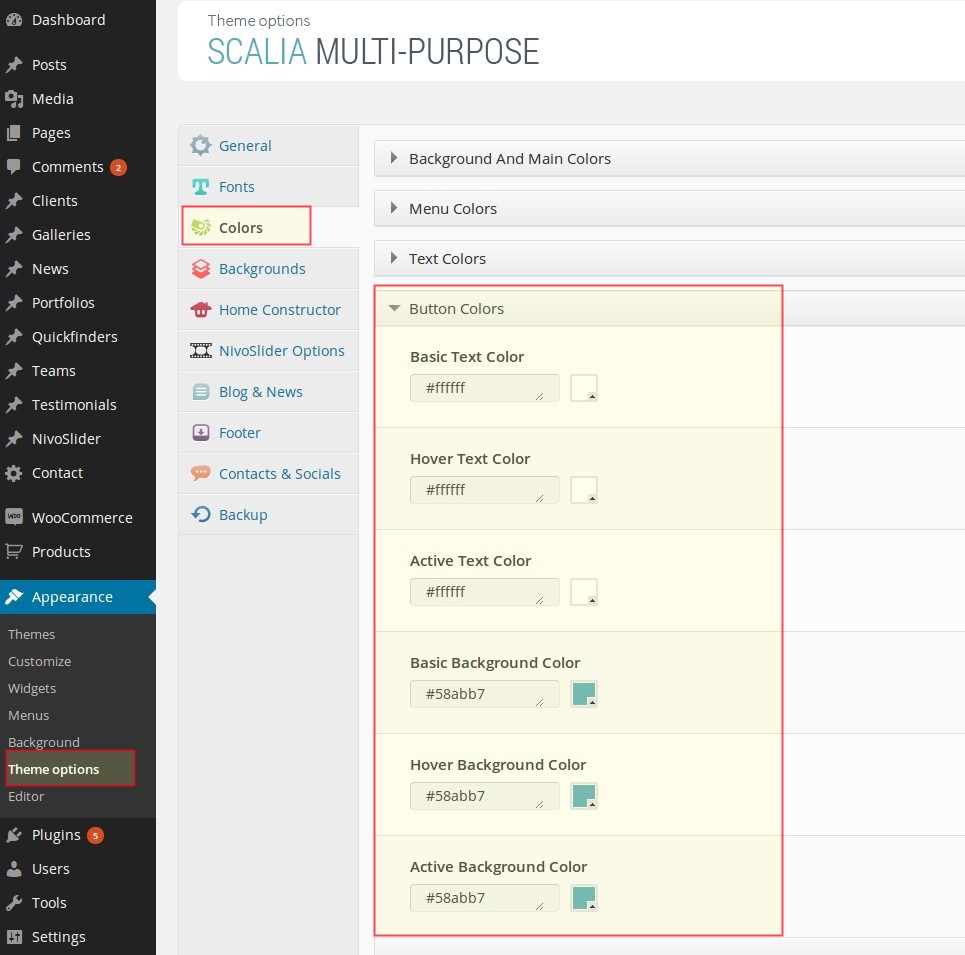 Dashboard
Posts
Media
Pages
Comments 2
Clients
Galleries
News
Portfolios
Quickfinders
Teams
Testimonials
NivoSlider
Contact
WOO WooCommerce
Products
Appearance
Themes
Customize
Widgets
Menus
Background
Theme options
Editor
Plugins 5
Users
Tools
Settings
Theme options
SCALIA MULTI-PURPOSE
General
Fonts
Colors
Backgrounds
Home Constructor
NivoSlider Options
Blog & News
Footer
Contacts & Socials
Backup
Background And Main Colors
Menu Colors
Text Colors
Button Colors
Basic Text Color
#ffffff
Hover Text Color
#ffffff
Active Text Color
#ffffff
Basic Background Color
#58abb7
Hover Background Color
#58abb7
Active Background Color
#58abb7